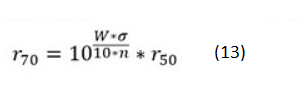 r₇₀ = 10^((W*σ)/(10*n)) * r₅₀ (13)